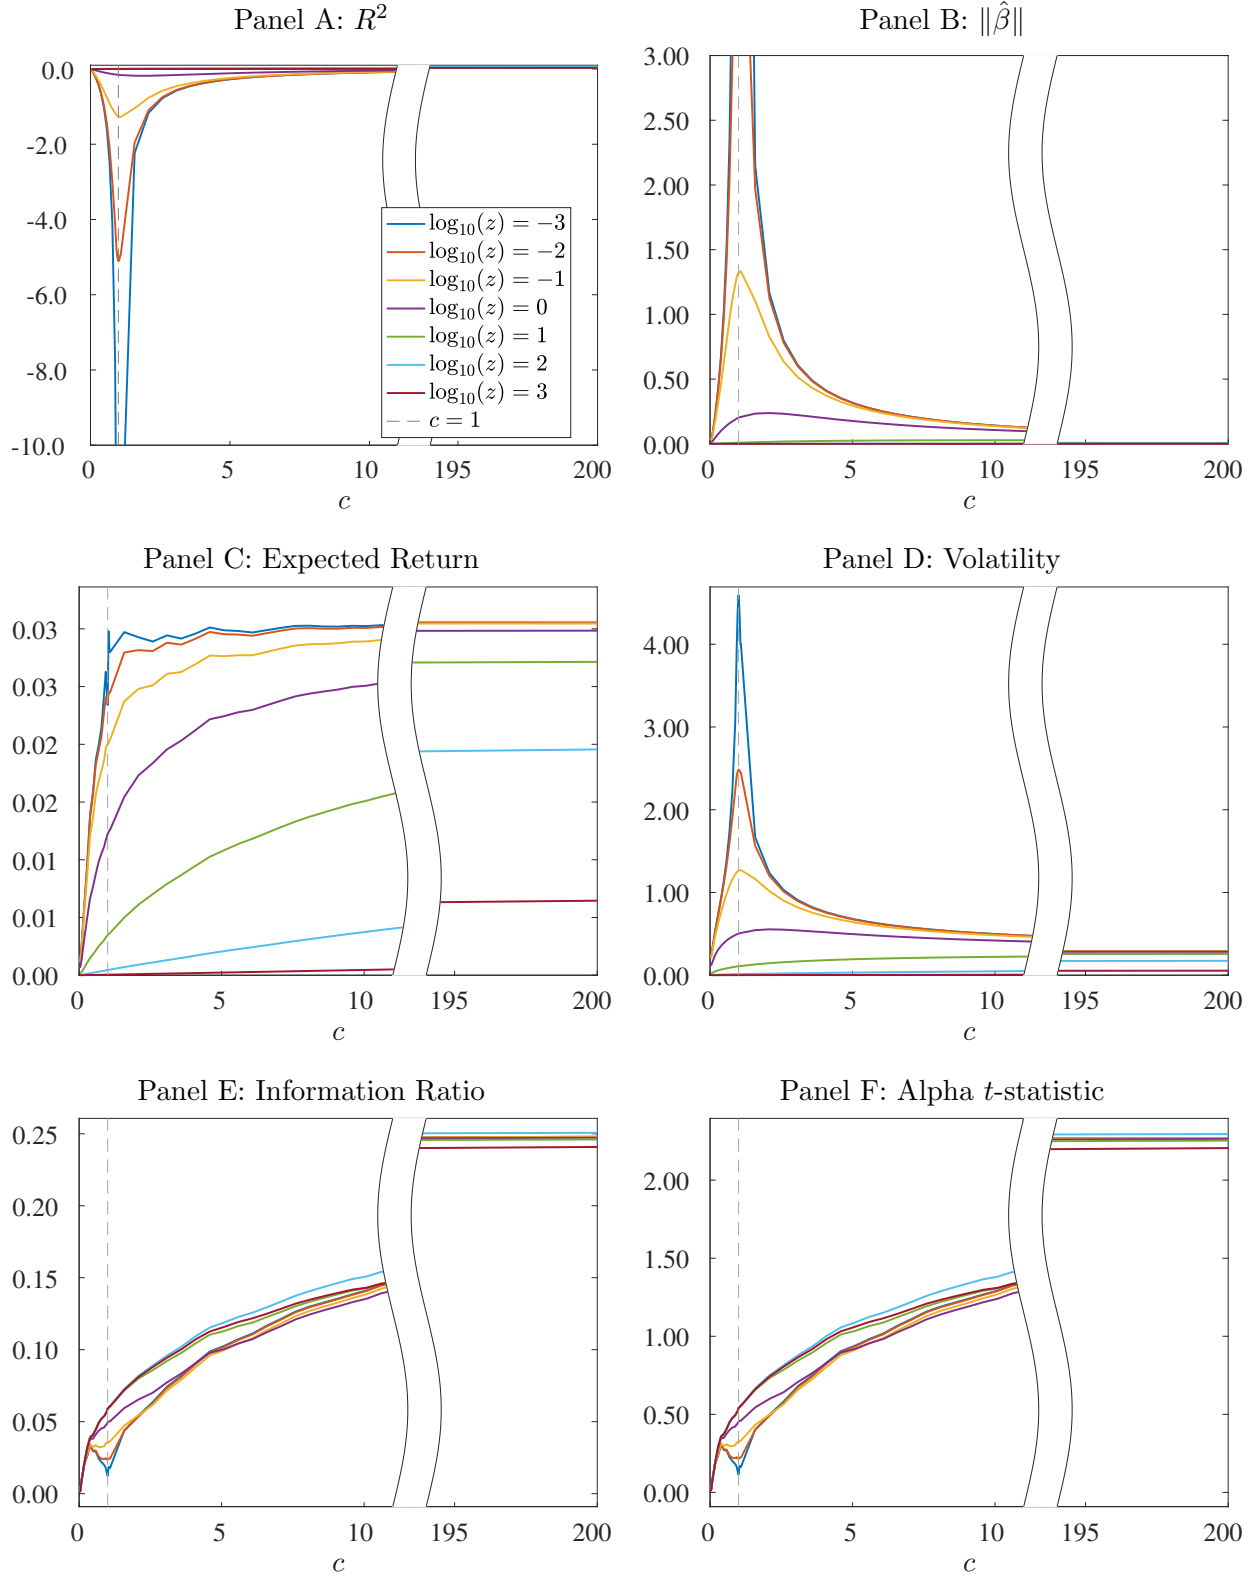 Panel A: R²
0.0
-2.0
-4.0
-6.0
-8.0
-10.0
0 5 10 195 200
c
log₁₀(z) = −3
log₁₀(z) = −2
log₁₀(z) = −1
log₁₀(z) = 0
log₁₀(z) = 1
log₁₀(z) = 2
log₁₀(z) = 3
c = 1
Panel B: ‖β̂‖
3.00
2.50
2.00
1.50
1.00
0.50
0.00
0 5 10 195 200
c
Panel C: Expected Return
0.03
0.03
0.02
0.02
0.01
0.01
0.00
0 5 10 195 200
c
Panel D: Volatility
4.00
3.00
2.00
1.00
0.00
0 5 10 195 200
c
Panel E: Information Ratio
0.25
0.20
0.15
0.10
0.05
0.00
0 5 10 195 200
c
Panel F: Alpha t-statistic
2.00
1.50
1.00
0.50
0.00
0 5 10 195 200
c